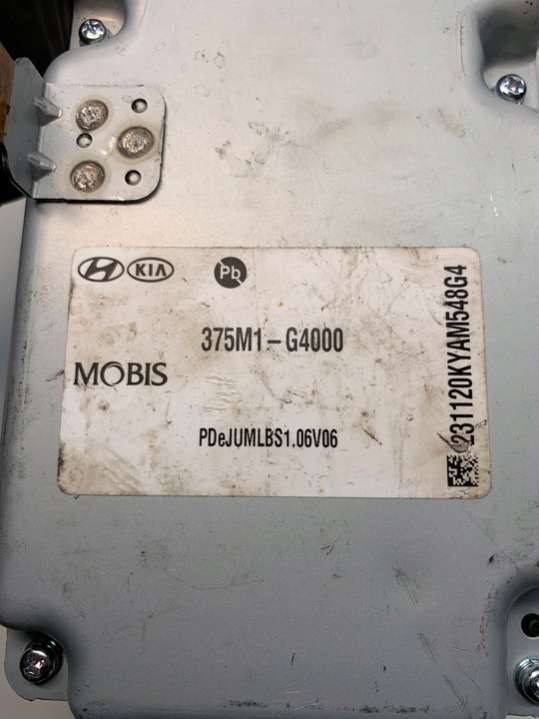 KIA
Pb
375M1-G4000
MOBIS
PDeJUMLBS1.06V06
231120KYAM548G4